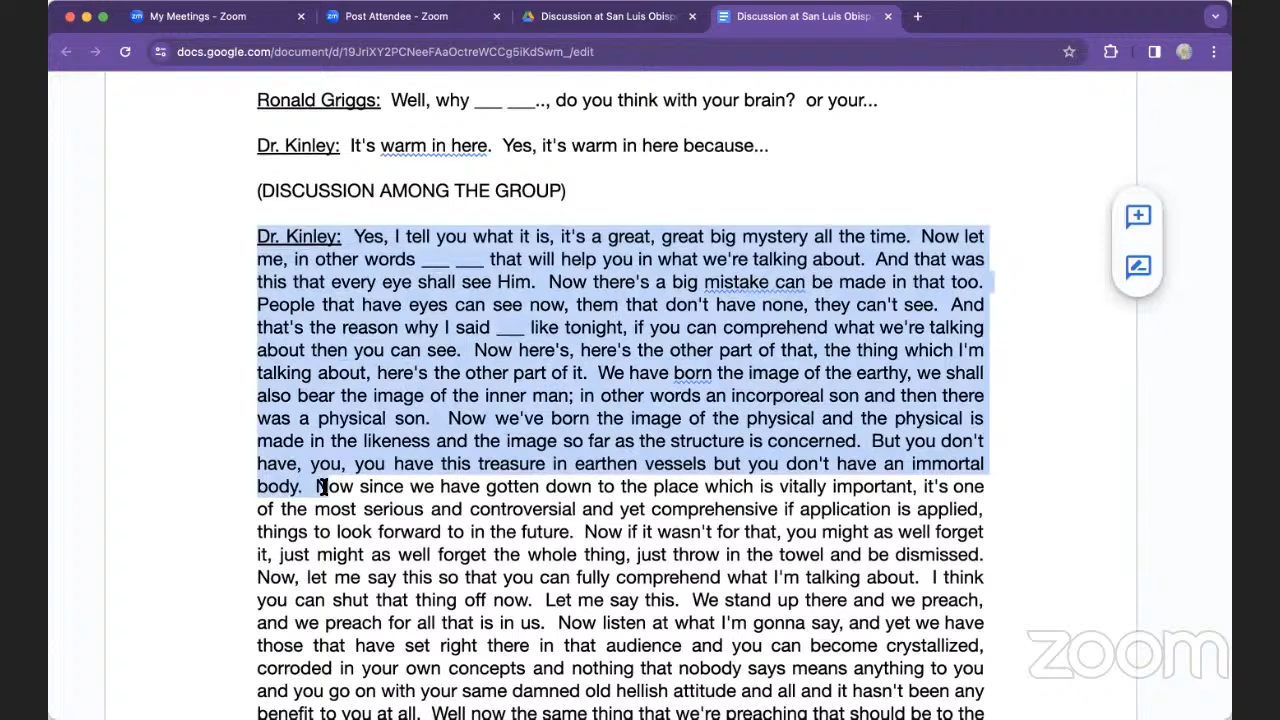 My Meetings - Zoom
Post Attendee - Zoom
Discussion at San Luis Obisp
Discussion at San Luis Obisp
docs.google.com/document/d/19JriXY2PCNeeFAaOctreWCCg5iKdSwm_/edit
Ronald Griggs:  Well, why ___ ___.., do you think with your brain?  or your...
Dr. Kinley:  It's warm in here.  Yes, it's warm in here because...
(DISCUSSION AMONG THE GROUP)
Dr. Kinley:  Yes, I tell you what it is, it's a great, great big mystery all the time.  Now let
me, in other words ___ ___ that will help you in what we're talking about.  And that was
this that every eye shall see Him.  Now there's a big mistake can be made in that too.
People that have eyes can see now, them that don't have none, they can't see.  And
that's the reason why I said ___ like tonight, if you can comprehend what we're talking
about then you can see.  Now here's, here's the other part of that, the thing which I'm
talking about, here's the other part of it.  We have born the image of the earthy, we shall
also bear the image of the inner man; in other words an incorporeal son and then there
was a physical son.  Now we've born the image of the physical and the physical is
made in the likeness and the image so far as the structure is concerned.  But you don't
have, you, you have this treasure in earthen vessels but you don't have an immortal
body.  Now since we have gotten down to the place which is vitally important, it's one
of the most serious and controversial and yet comprehensive if application is applied,
things to look forward to in the future.  Now if it wasn't for that, you might as well forget
it, just might as well forget the whole thing, just throw in the towel and be dismissed.
Now, let me say this so that you can fully comprehend what I'm talking about.  I think
you can shut that thing off now.  Let me say this.  We stand up there and we preach,
and we preach for all that is in us.  Now listen at what I'm gonna say, and yet we have
those that have set right there in that audience and you can become crystallized,
corroded in your own concepts and nothing that nobody says means anything to you
and you go on with your same damned old hellish attitude and all and it hasn't been any
benefit to you at all.  Well now the same thing that we're preaching that should be to the
zoom